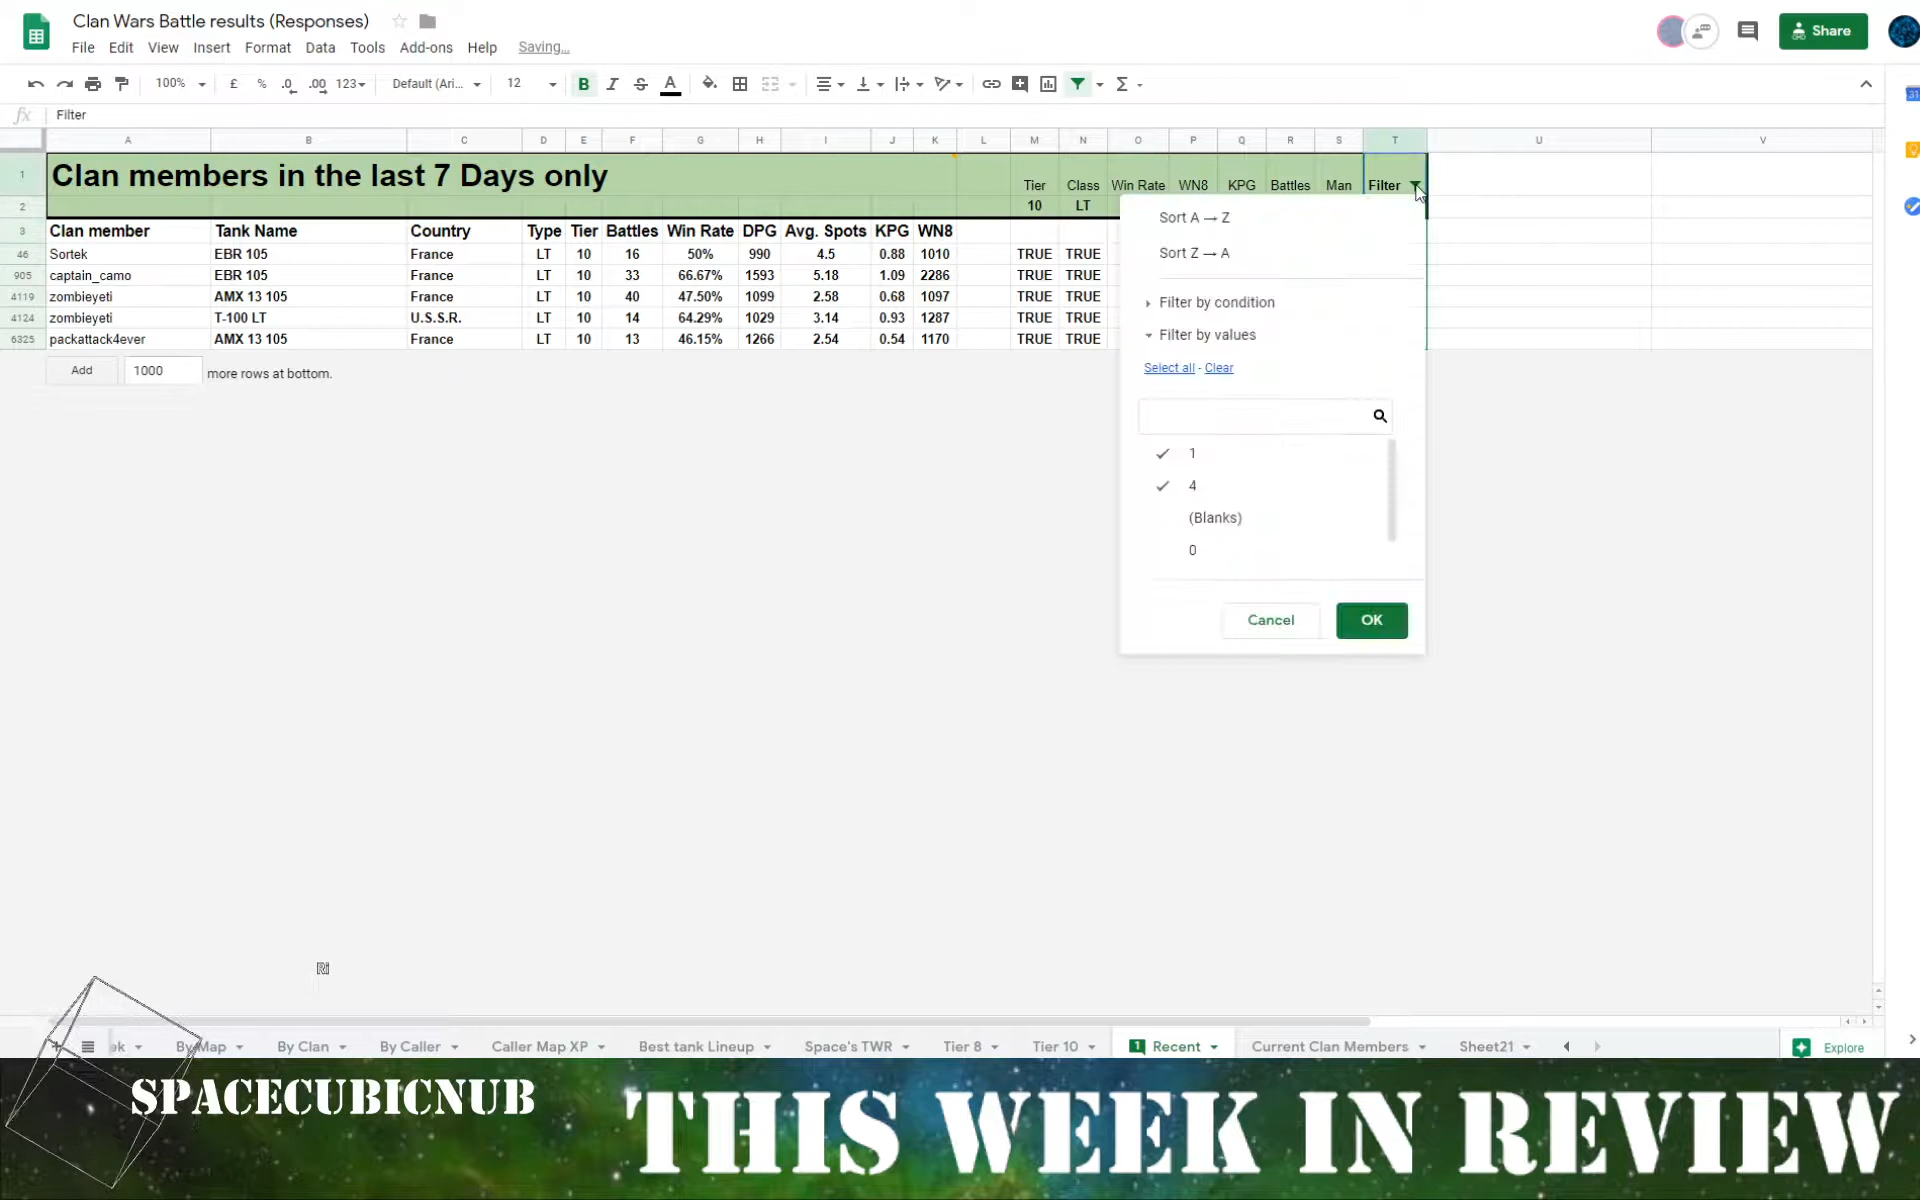 Clan Wars Battle results (Responses)
File Edit View Insert Format Data Tools Add-ons Help Saving...
Share
100% £ % .0 .00 123 Default (Ari... 12 B I S A Σ
fx Filter
A B C D E F G H I J K L M N O P Q R S T U V
1 Clan members in the last 7 Days only Tier Class Win Rate WN8 KPG Battles Man Filter
2 10 LT
3 Clan member Tank Name Country Type Tier Battles Win Rate DPG Avg. Spots KPG WN8
46 Sortek EBR 105 France LT 10 16 50% 990 4.5 0.88 1010 TRUE TRUE
905 captain_camo EBR 105 France LT 10 33 66.67% 1593 5.18 1.09 2286 TRUE TRUE
4119 zombieyeti AMX 13 105 France LT 10 40 47.50% 1099 2.58 0.68 1097 TRUE TRUE
4124 zombieyeti T-100 LT U.S.S.R. LT 10 14 64.29% 1029 3.14 0.93 1287 TRUE TRUE
6325 packattack4ever AMX 13 105 France LT 10 13 46.15% 1266 2.54 0.54 1170 TRUE TRUE
Add 1000 more rows at bottom.
Sort A → Z
Sort Z → A
Filter by condition
Filter by values
Select all - Clear
1
4
(Blanks)
0
Cancel OK
ek By Map By Clan By Caller Caller Map XP Best tank Lineup Space's TWR Tier 8 Tier 10 1 Recent Current Clan Members Sheet21 Explore
SPACECUBICNUB
THIS WEEK IN REVIEW